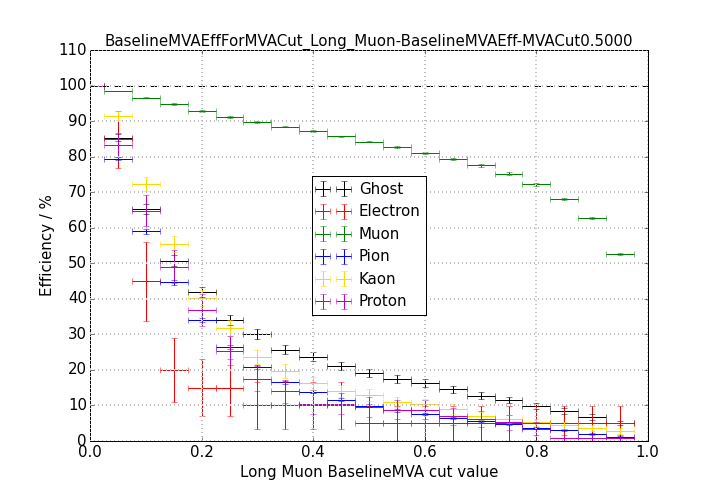 BaselineMVAEffForMVACut_Long_Muon-BaselineMVAEff-MVACut0.5000
110
100
90
80
70
60
50
40
30
20
10
0
Efficiency / %
Ghost
Electron
Muon
Pion
Kaon
Proton
0.0 0.2 0.4 0.6 0.8 1.0
Long Muon BaselineMVA cut value